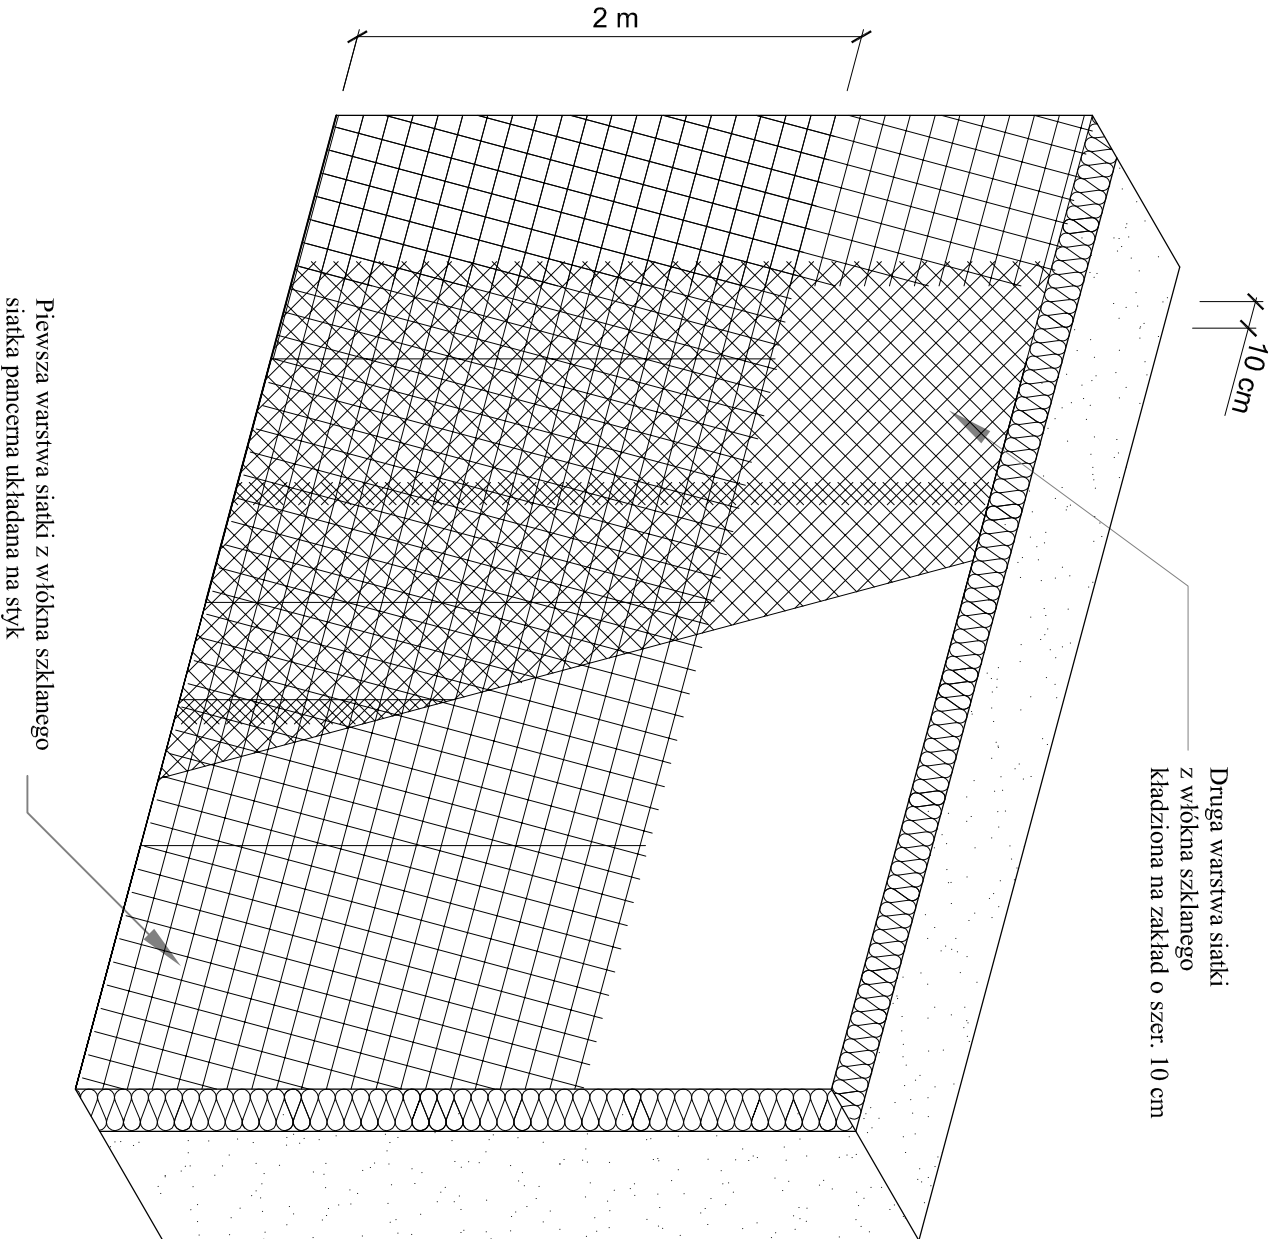 2 m
10 cm
Druga warstwa siatki
z włókna szklanego
kładziona na zakład o szer. 10 cm
Piewsza warstwa siatki z włókna szklanego
siatka pancerna układana na styk